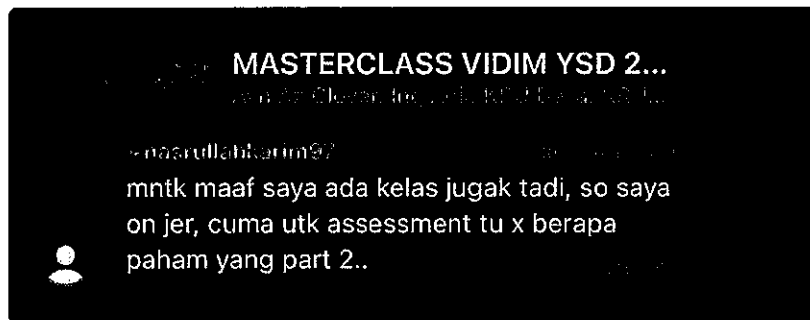 MASTERCLASS VIDIM YSD 2...
~nasrullahkarim97
mntk maaf saya ada kelas jugak tadi, so saya
on jer, cuma utk assessment tu x berapa
paham yang part 2..